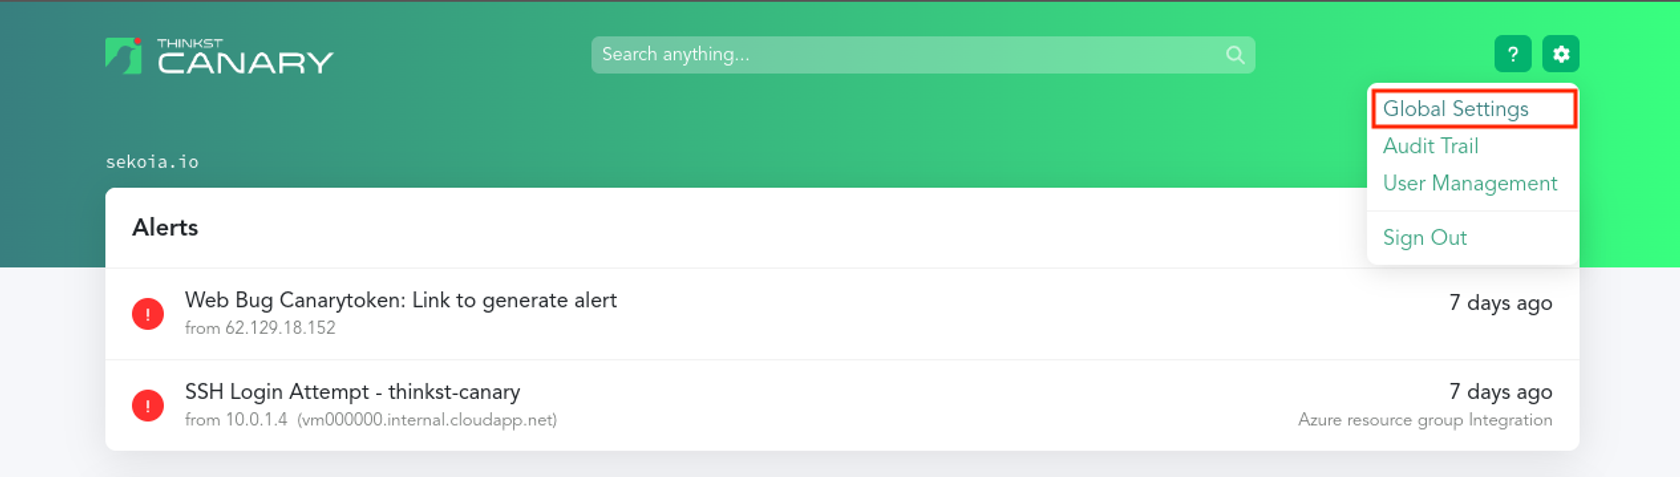 THINKST
CANARY
Search anything...
?
Global Settings
Audit Trail
User Management
Sign Out
sekoia.io
Alerts
!
Web Bug Canarytoken: Link to generate alert
7 days ago
from 62.129.18.152
!
SSH Login Attempt - thinkst-canary
7 days ago
from 10.0.1.4 (vm000000.internal.cloudapp.net)
Azure resource group Integration